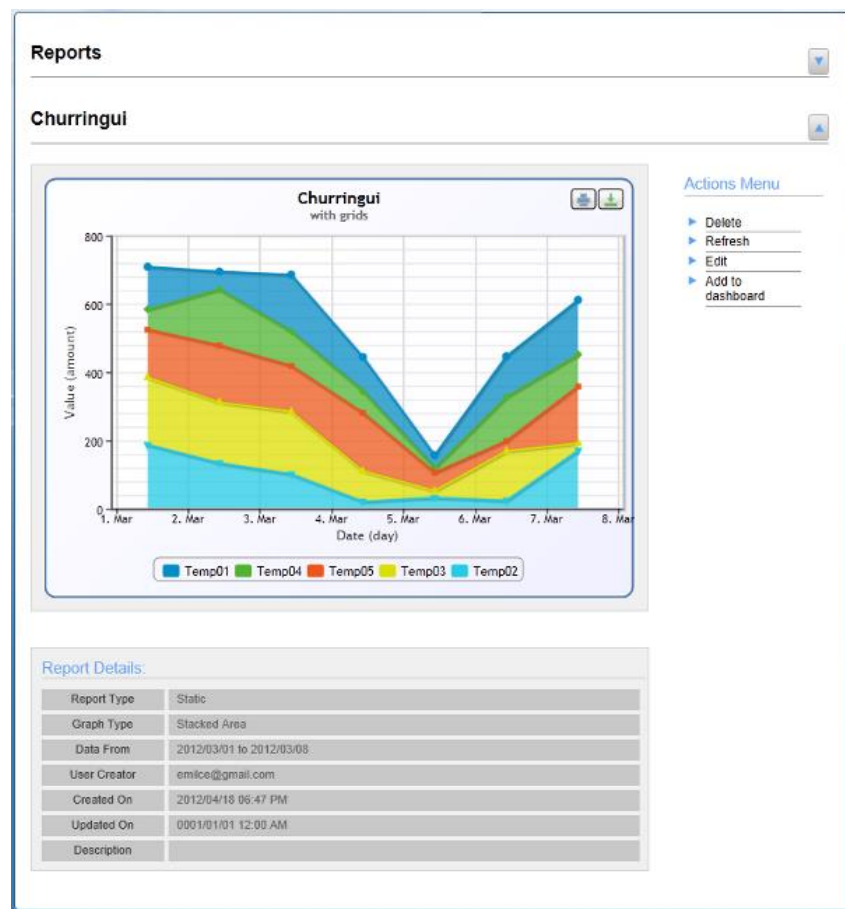 Reports
Churringui
Churringui
with grids
800
600
400
200
0
Value (amount)
1. Mar 2. Mar 3. Mar 4. Mar 5. Mar 6. Mar 7. Mar 8. Mar
Date (day)
Temp01 Temp04 Temp05 Temp03 Temp02
Actions Menu
Delete
Refresh
Edit
Add to
dashboard
Report Details:
Report Type Static
Graph Type Stacked Area
Data From 2012/03/01 to 2012/03/08
User Creator emilce@gmail.com
Created On 2012/04/18 06:47 PM
Updated On 0001/01/01 12:00 AM
Description